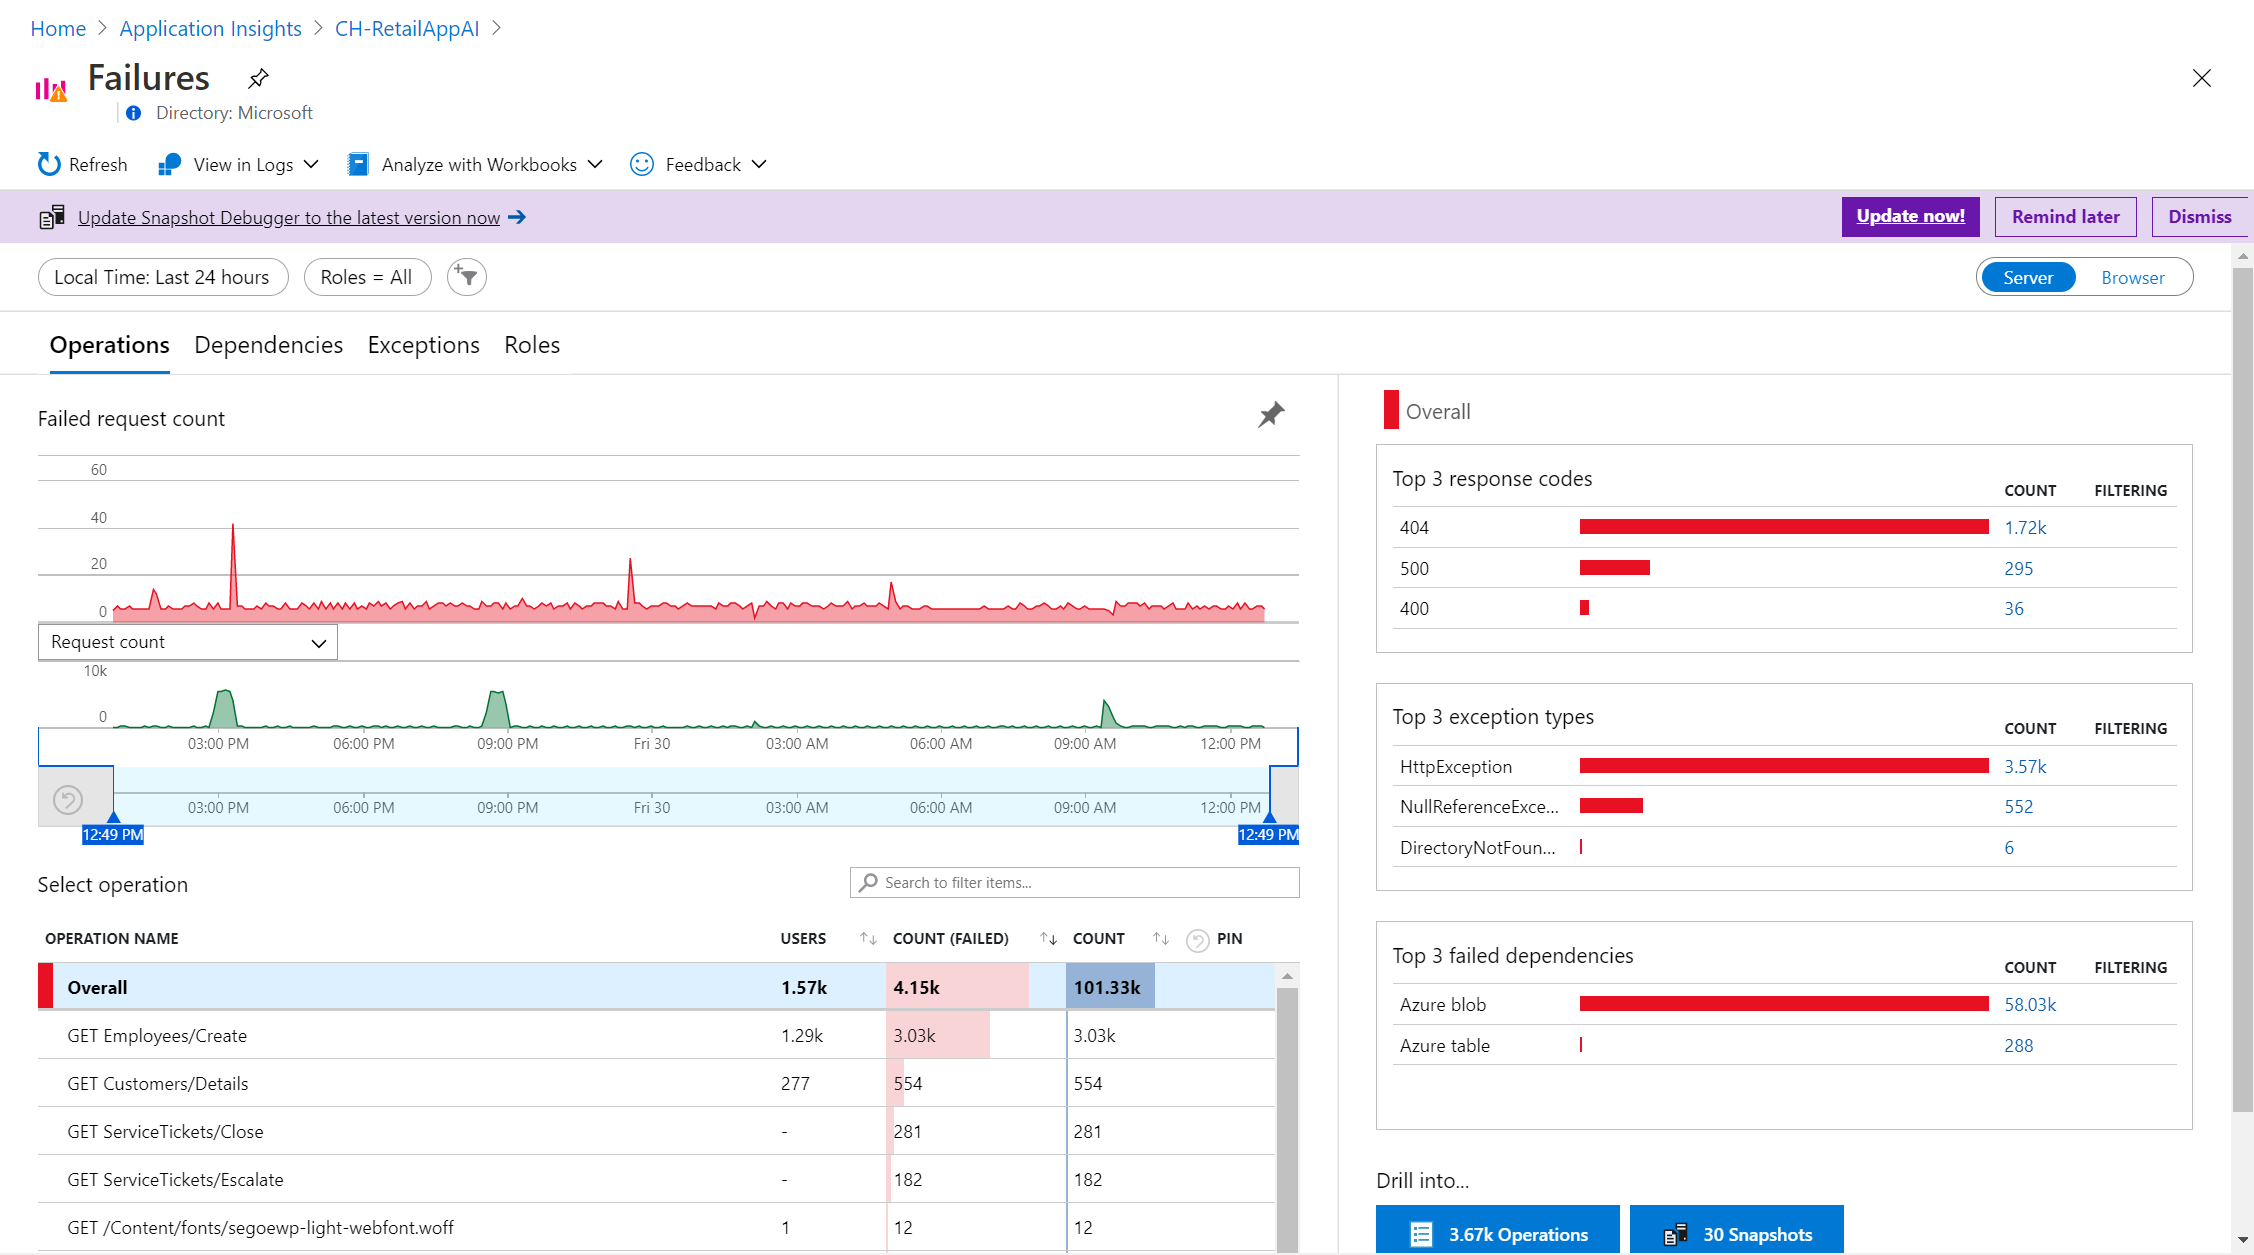 Home > Application Insights > CH-RetailAppAI >
Failures
Directory: Microsoft
Refresh View in Logs Analyze with Workbooks Feedback
Update Snapshot Debugger to the latest version now → Update now! Remind later Dismiss
Local Time: Last 24 hours Roles = All Server Browser
Operations Dependencies Exceptions Roles
Failed request count
60
40
20
0
Request count
10k
0
03:00 PM 06:00 PM 09:00 PM Fri 30 03:00 AM 06:00 AM 09:00 AM 12:00 PM
03:00 PM 06:00 PM 09:00 PM Fri 30 03:00 AM 06:00 AM 09:00 AM 12:00 PM
12:49 PM 12:49 PM
Select operation Search to filter items...
OPERATION NAME USERS COUNT (FAILED) COUNT PIN
Overall 1.57k 4.15k 101.33k
GET Employees/Create 1.29k 3.03k 3.03k
GET Customers/Details 277 554 554
GET ServiceTickets/Close - 281 281
GET ServiceTickets/Escalate - 182 182
GET /Content/fonts/segoewp-light-webfont.woff 1 12 12
Overall
Top 3 response codes COUNT FILTERING
404 1.72k
500 295
400 36
Top 3 exception types COUNT FILTERING
HttpException 3.57k
NullReferenceExce... 552
DirectoryNotFoun... 6
Top 3 failed dependencies COUNT FILTERING
Azure blob 58.03k
Azure table 288
Drill into...
3.67k Operations 30 Snapshots